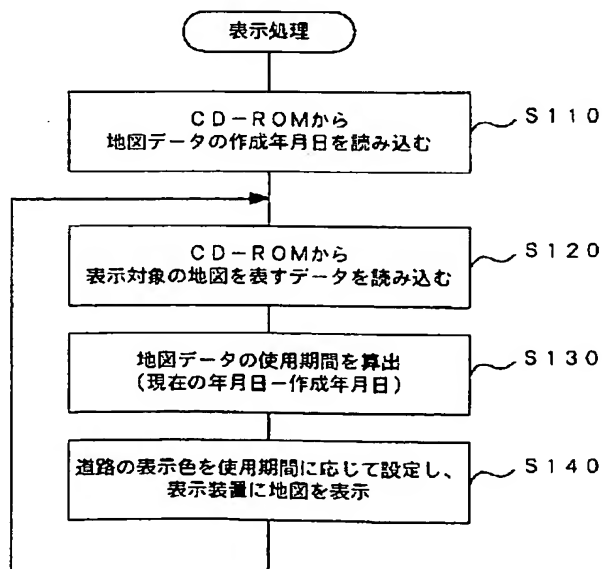 表示処理
CD-ROMから
地図データの作成年月日を読み込む
S110
CD-ROMから
表示対象の地図を表すデータを読み込む
S120
地図データの使用期間を算出
(現在の年月日-作成年月日)
S130
道路の表示色を使用期間に応じて設定し、
表示装置に地図を表示
S140